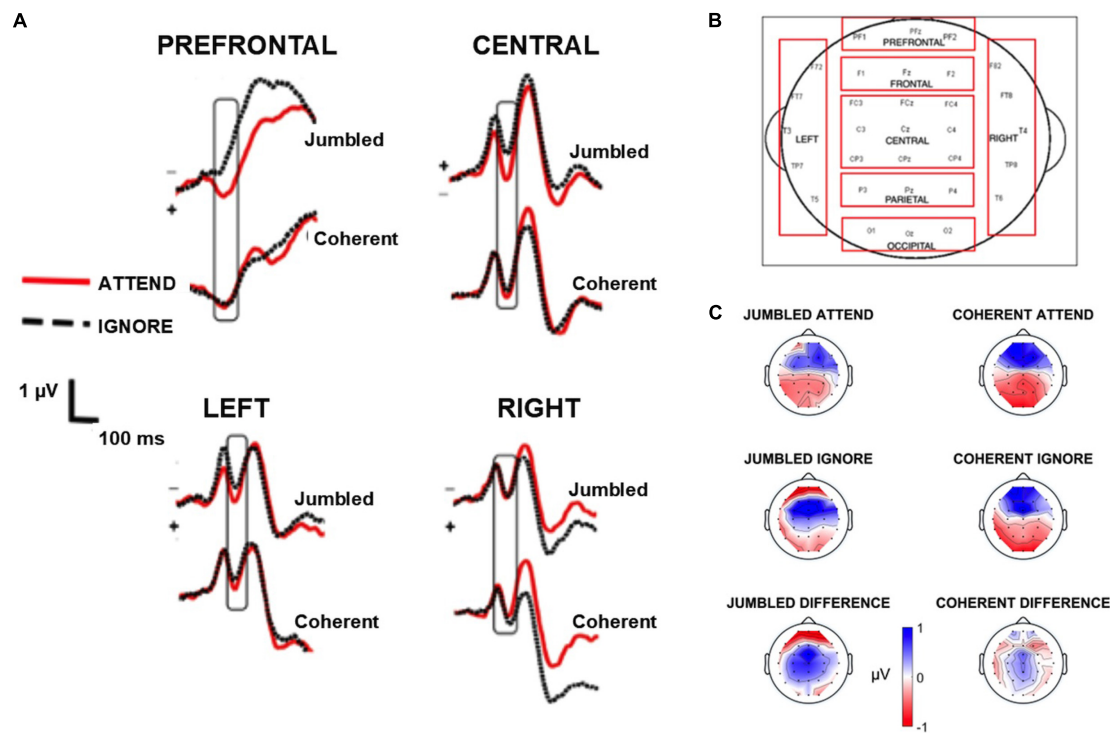 A
PREFRONTAL
CENTRAL
Jumbled
Jumbled
−
+
+
−
Coherent
Coherent
ATTEND
IGNORE
1 µV
100 ms
LEFT
RIGHT
Jumbled
Jumbled
−
+
−
+
Coherent
Coherent
B
PF1 PFz PF2
PREFRONTAL
F72 F1 Fz F2 F82
FRONTAL
FT7 FC3 FCz FC4 FT8
T3 C3 Cz C4 T4
LEFT CENTRAL RIGHT
TP7 CP3 CPz CP4 TP8
P3 Pz P4
T5 PARIETAL T6
O1 Oz O2
OCCIPITAL
C
JUMBLED ATTEND
COHERENT ATTEND
JUMBLED IGNORE
COHERENT IGNORE
JUMBLED DIFFERENCE
COHERENT DIFFERENCE
µV
1
0
-1